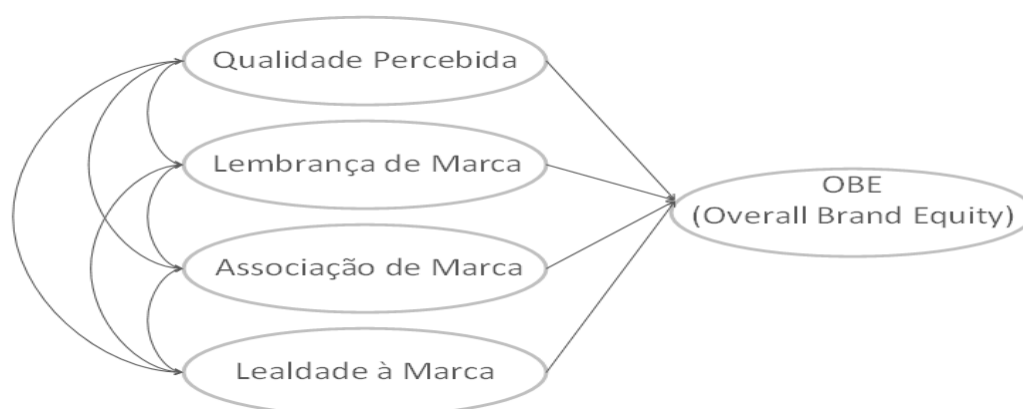 Qualidade Percebida
Lembrança de Marca
Associação de Marca
Lealdade à Marca
OBE
(Overall Brand Equity)